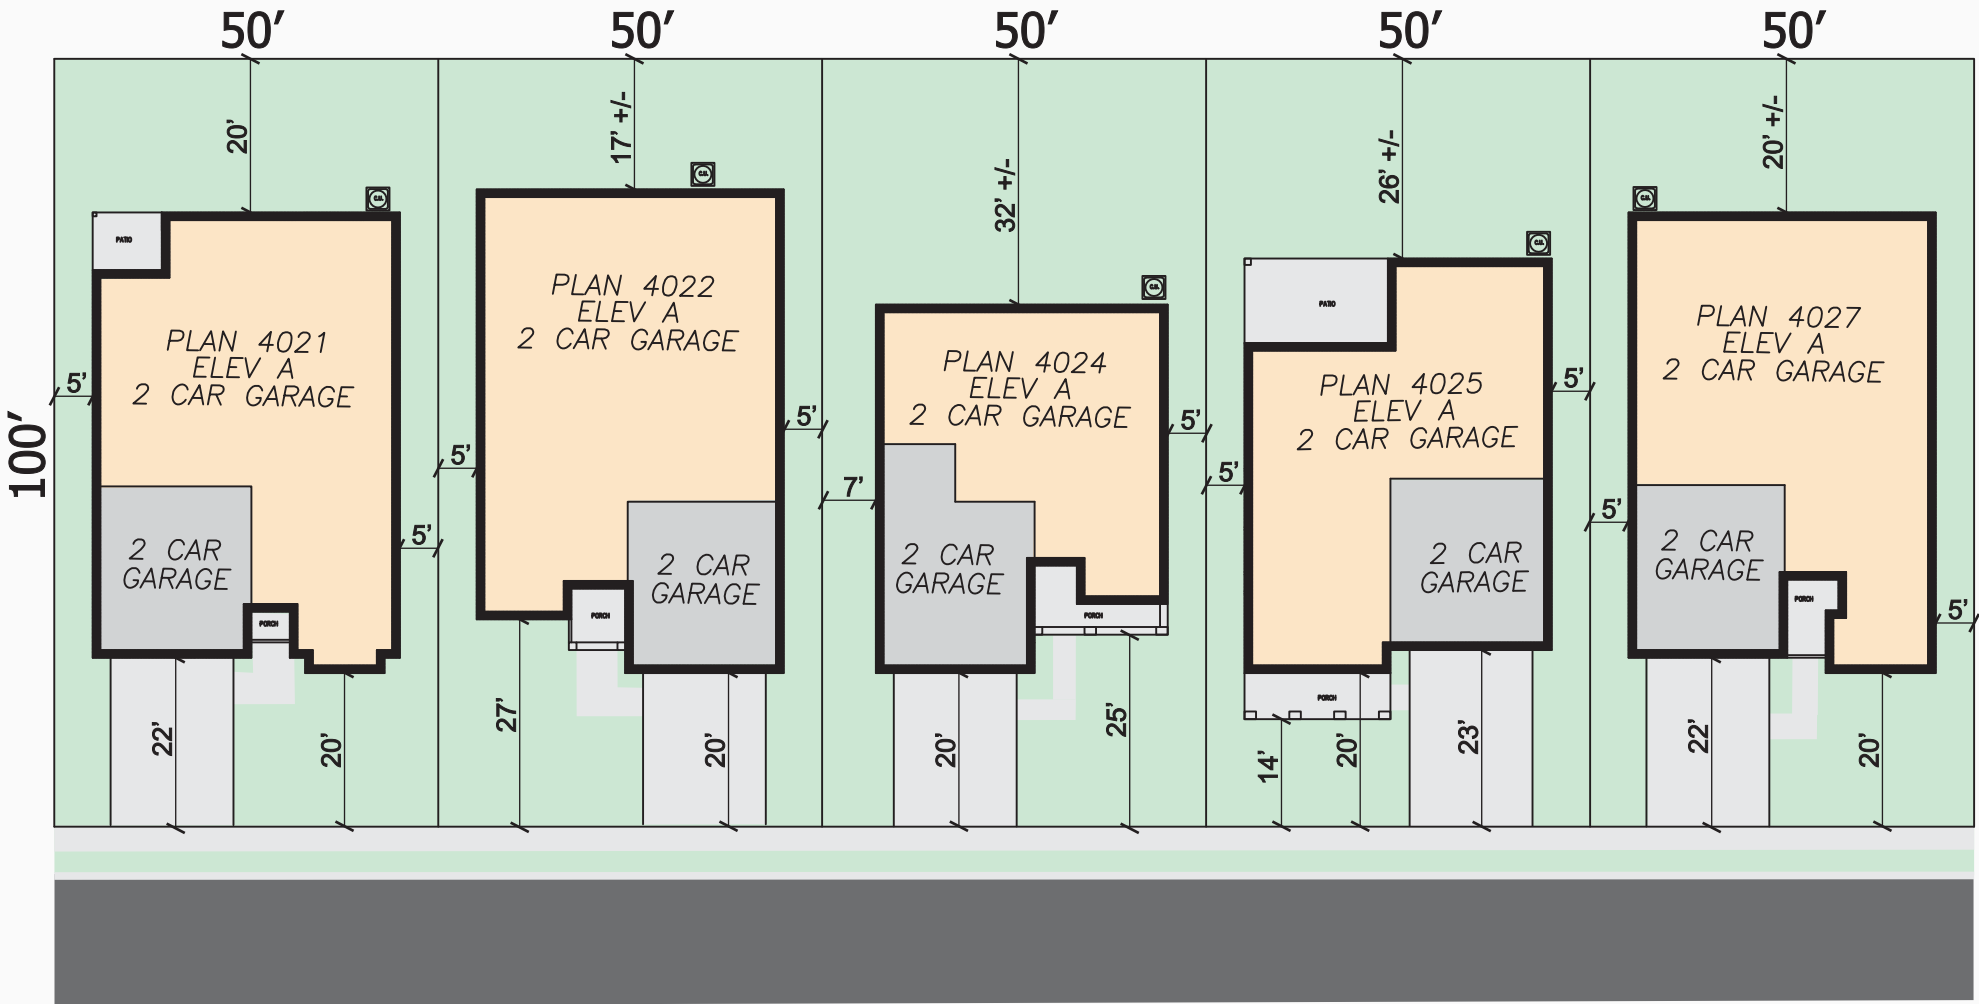 50'
50'
50'
50'
50'
100'
20'
PATIO
C.U.
PLAN 4021
ELEV A
2 CAR GARAGE
5'
5'
2 CAR
GARAGE
PORCH
22'
20'
17' +/-
C.U.
PLAN 4022
ELEV A
2 CAR GARAGE
5'
5'
2 CAR
GARAGE
PORCH
27'
20'
32' +/-
C.U.
PLAN 4024
ELEV A
2 CAR GARAGE
5'
7'
2 CAR
GARAGE
PORCH
20'
25'
26' +/-
C.U.
PATIO
PLAN 4025
ELEV A
2 CAR GARAGE
5'
5'
2 CAR
GARAGE
PORCH
14'
20'
23'
20' +/-
C.U.
PLAN 4027
ELEV A
2 CAR GARAGE
5'
2 CAR
GARAGE
PORCH
5'
22'
20'